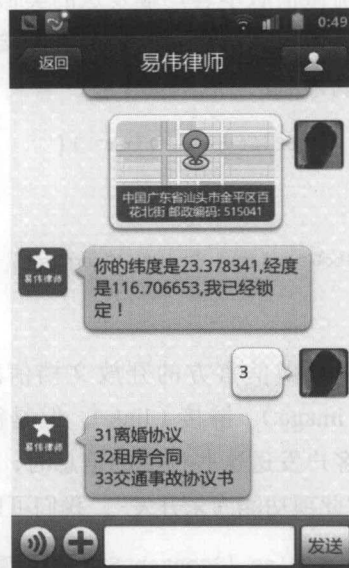 0:49
返回
易伟律师
中国广东省汕头市金平区百
花北街 邮政编码: 515041
易伟律师
你的纬度是23.378341,经度
是116.706653,我已经锁
定！
3
易伟律师
31离婚协议
32租房合同
33交通事故协议书
发送